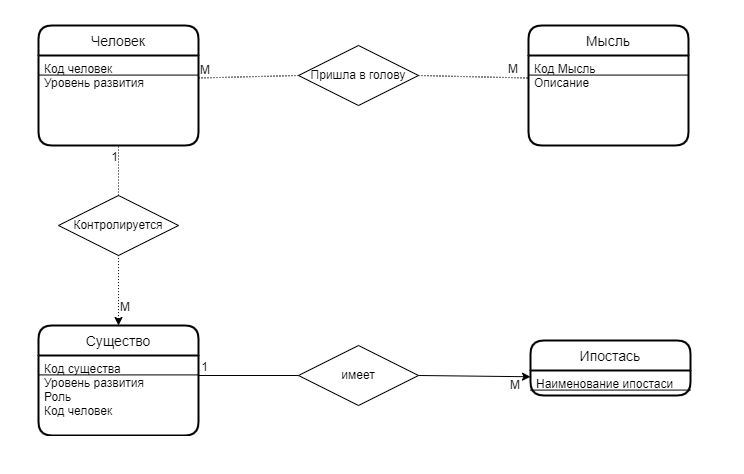 Человек
Код человек
Уровень развития
М
Пришла в голову
М
Мысль
Код Мысль
Описание
1
Контролируется
М
Существо
Код существа
Уровень развития
Роль
Код человек
1
имеет
М
Ипостась
Наименование ипостаси